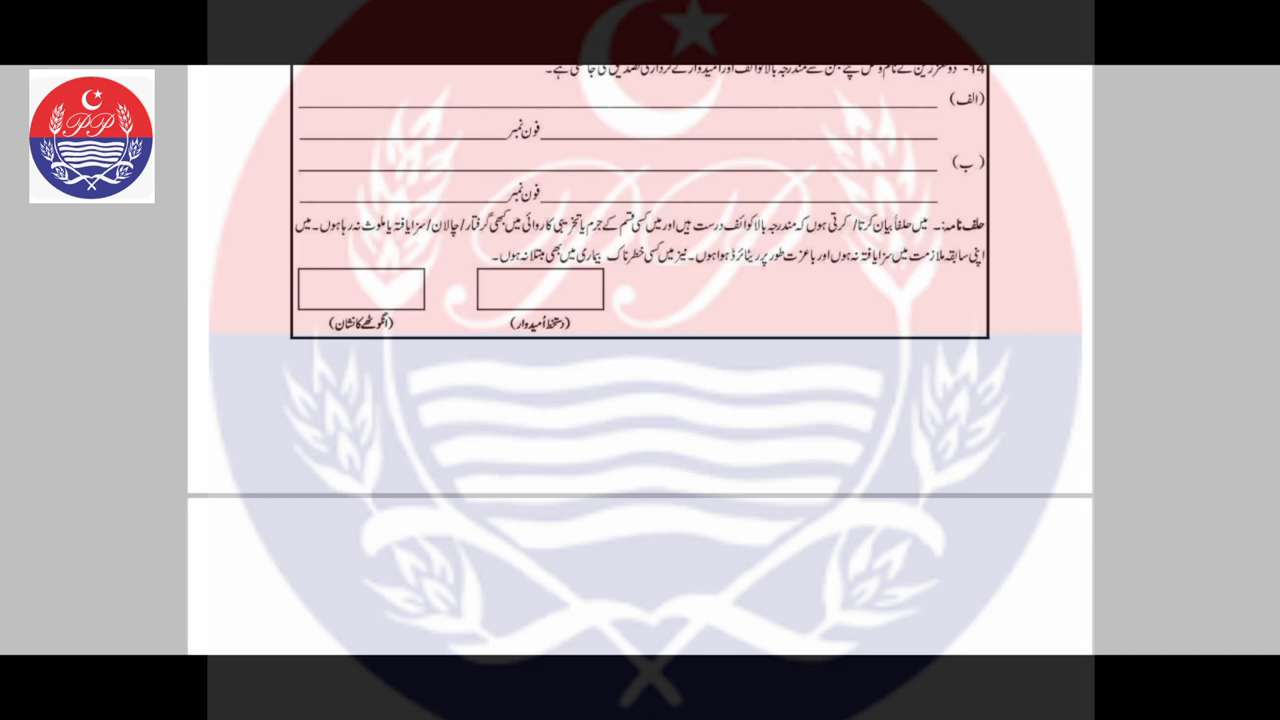 14- دو معززین کے نام وسکنی پتے جن سے مندرجہ بالا کوائف اور امیدوار کے کردار کی تصدیق کی جا سکتی ہے۔
(الف)
فون نمبر
(ب)
فون نمبر
حلف نامہ:۔ میں حلفاً بیان کرتا/ کرتی ہوں کہ مندرجہ بالا کوائف درست ہیں اور میں کسی قسم کے جرم یا تخریبی کاروائی میں کبھی گرفتار/چالان/سزا یافتہ یا ملوث نہ رہا ہوں۔ میں
اپنی سابقہ ملازمت میں سزا یافتہ نہ ہوں اور باعزت طور پر ریٹائرڈ ہوا ہوں۔ نیز میں کسی خطرناک بیماری میں بھی مبتلا نہ ہوں۔
(دستخط اُمیدوار) (انگوٹھے کا نشان)
PP
PP